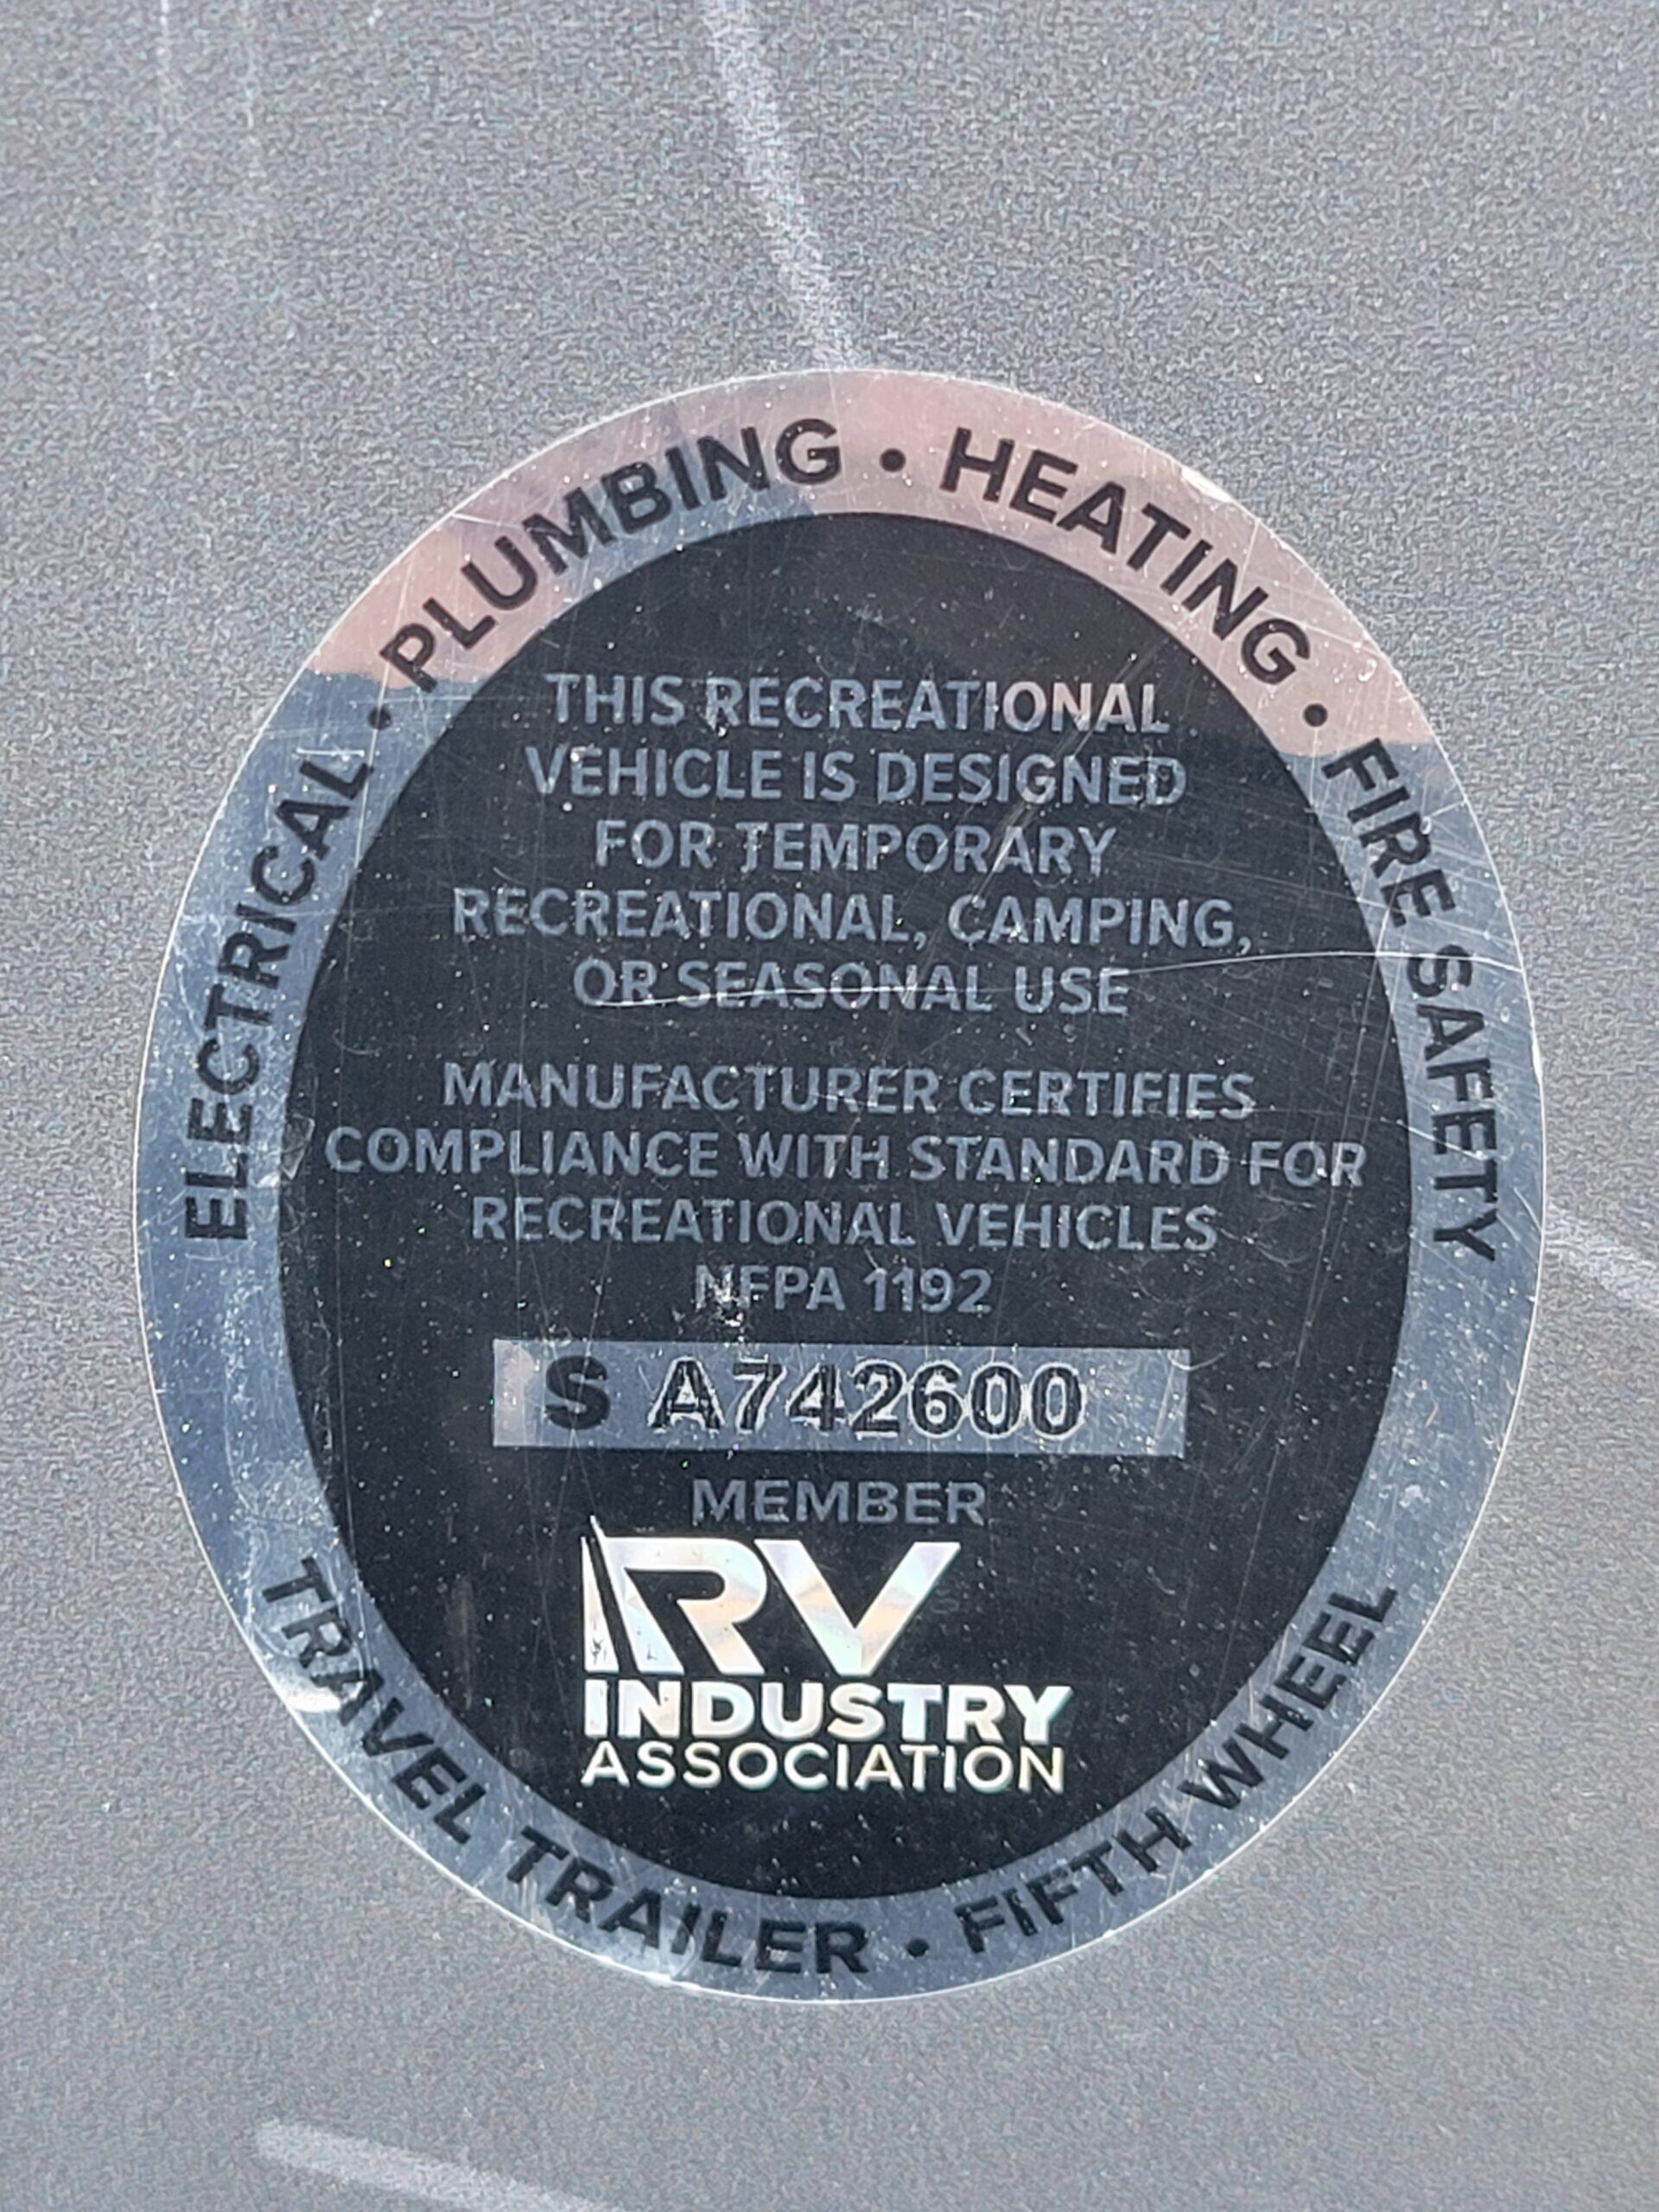 ELECTRICAL • PLUMBING • HEATING • FIRE SAFETY
THIS RECREATIONAL
VEHICLE IS DESIGNED
FOR TEMPORARY
RECREATIONAL, CAMPING,
OR SEASONAL USE
MANUFACTURER CERTIFIES
COMPLIANCE WITH STANDARD FOR
RECREATIONAL VEHICLES
NFPA 1192
S A742600
MEMBER
RV
INDUSTRY
ASSOCIATION
TRAVEL TRAILER • FIFTH WHEEL